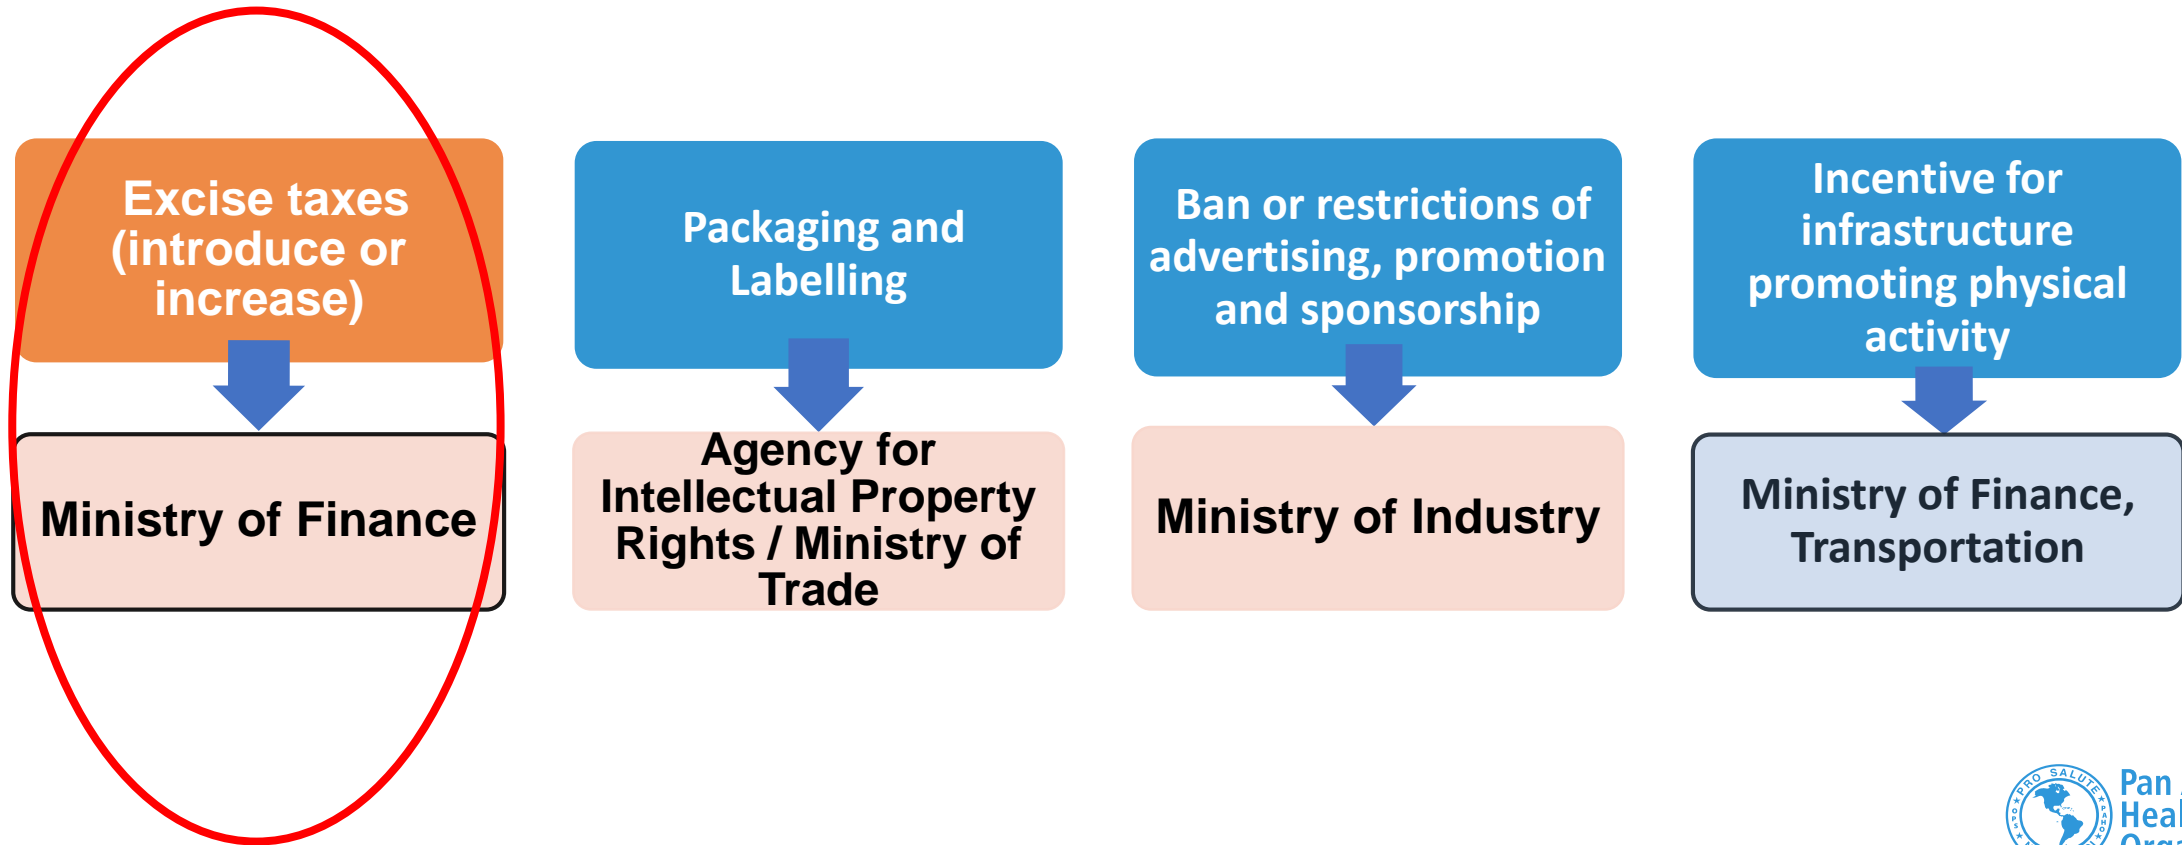 Excise taxes
(introduce or
increase)
Ministry of Finance
Packaging and
Labelling
Agency for
Intellectual Property
Rights / Ministry of
Trade
Ban or restrictions of
advertising, promotion
and sponsorship
Ministry of Industry
Incentive for
infrastructure
promoting physical
activity
Ministry of Finance,
Transportation
PRO SALUTE
Pan